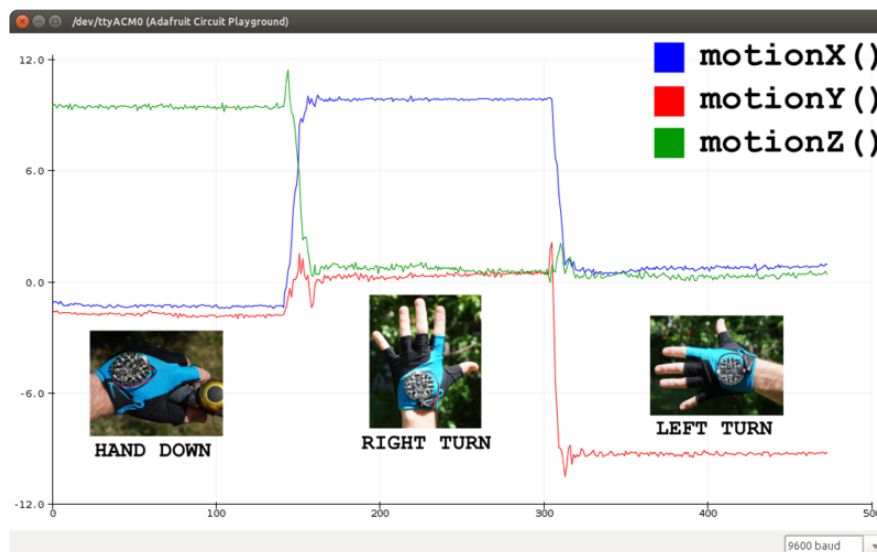 /dev/ttyACM0 (Adafruit Circuit Playground)
12.0
motionX()
motionY()
motionZ()
6.0
0.0
-6.0
HAND DOWN
RIGHT TURN
LEFT TURN
-12.0
0
100
200
300
400
500
9600 baud